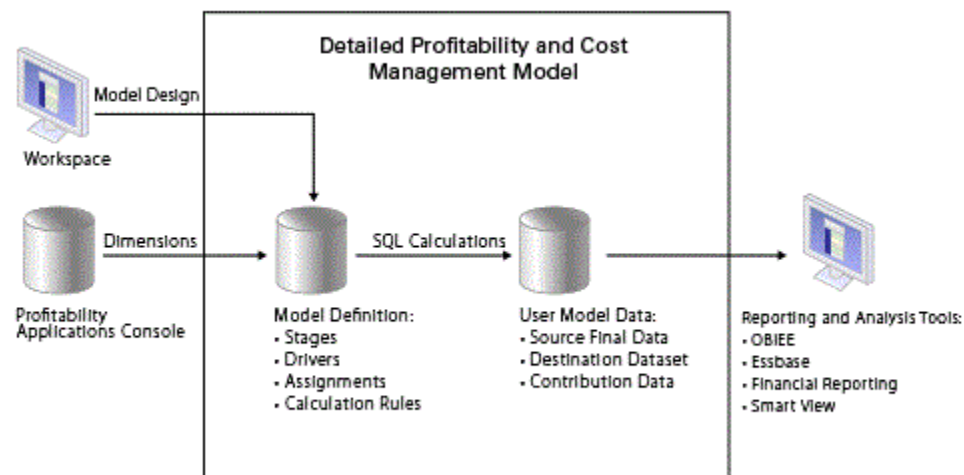 Detailed Profitability and Cost
Management Model
Model Design
Workspace
Dimensions
SQL Calculations
Profitability
Applications Console
Model Definition:
• Stages
• Drivers
• Assignments
• Calculation Rules
User Model Data:
• Source Final Data
• Destination Dataset
• Contribution Data
Reporting and Analysis Tools:
• OBIEE
• Essbase
• Financial Reporting
• Smart View